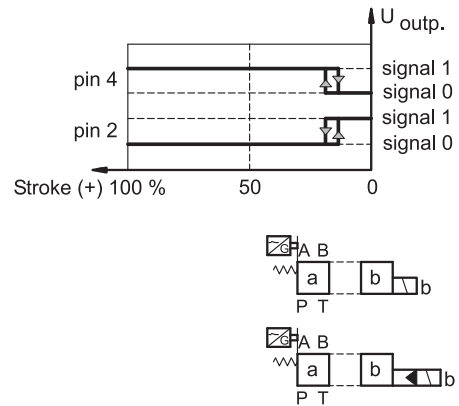 U outp.
pin 4
signal 1
signal 0
pin 2
signal 1
signal 0
Stroke (+) 100 % 50 0
G A B
a b b
P T
G A B
a b b
P T